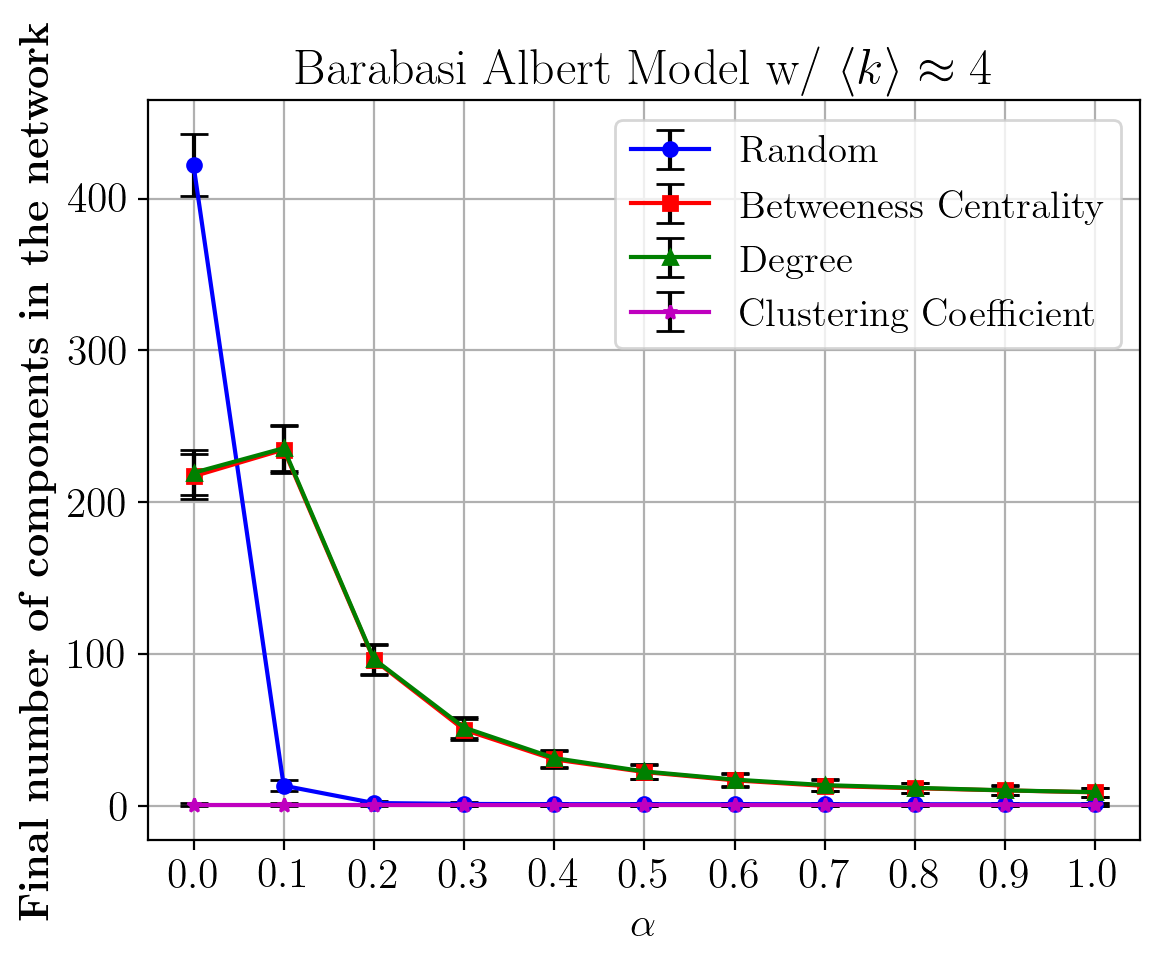 Barabasi Albert Model w/ ⟨k⟩ ≈ 4
Final number of components in the network
400
300
200
100
0
Random
Betweeness Centrality
Degree
Clustering Coefficient
0.0 0.1 0.2 0.3 0.4 0.5 0.6 0.7 0.8 0.9 1.0
α